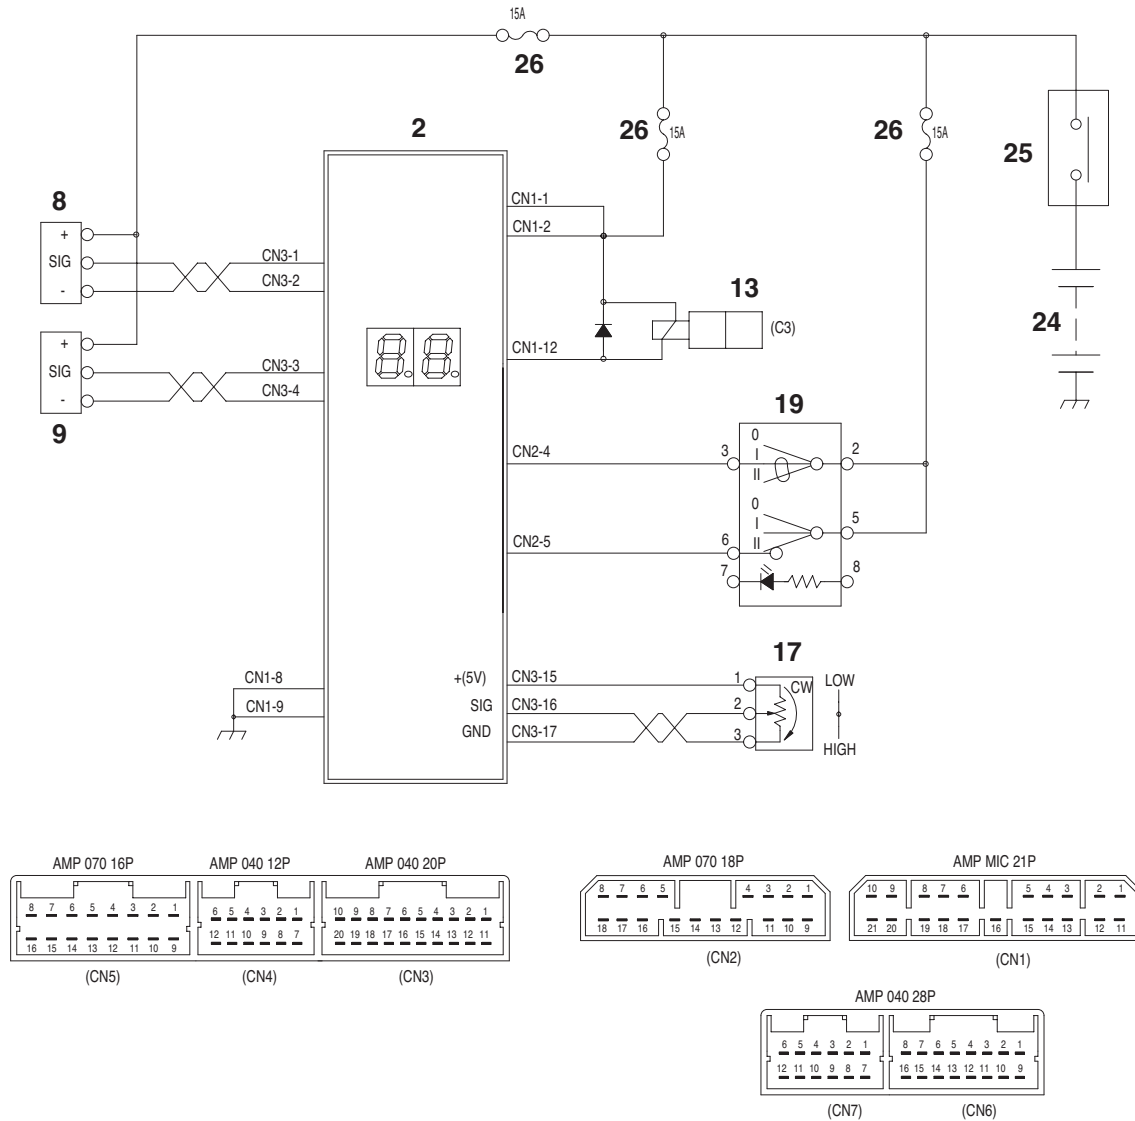 15A
26
2
26
15A
26
15A
25
8
CN1-1
+
CN1-2
SIG
CN3-1
-
CN3-2
13
(C3)
24
+
CN1-12
SIG
CN3-3
-
CN3-4
9
19
0
CN2-4
3
I
2
II
0
5
I
CN2-5
6
II
7
8
17
CN1-8
+(5V)
CN3-15
1
CW
LOW
CN1-9
SIG
CN3-16
2
GND
CN3-17
3
HIGH
AMP 070 16P
AMP 040 12P
AMP 040 20P
8 7 6 5 4 3 2 1
6 5 4 3 2 1
10 9 8 7 6 5 4 3 2 1
16 15 14 13 12 11 10 9
12 11 10 9 8 7
20 19 18 17 16 15 14 13 12 11
(CN5)
(CN4)
(CN3)
AMP 070 18P
AMP MIC 21P
8 7 6 5 4 3 2 1
10 9 8 7 6 5 4 3 2 1
18 17 16 15 14 13 12 11 10 9
21 20 19 18 17 16 15 14 13 12 11
(CN2)
(CN1)
AMP 040 28P
6 5 4 3 2 1
8 7 6 5 4 3 2 1
12 11 10 9 8 7
16 15 14 13 12 11 10 9
(CN7)
(CN6)